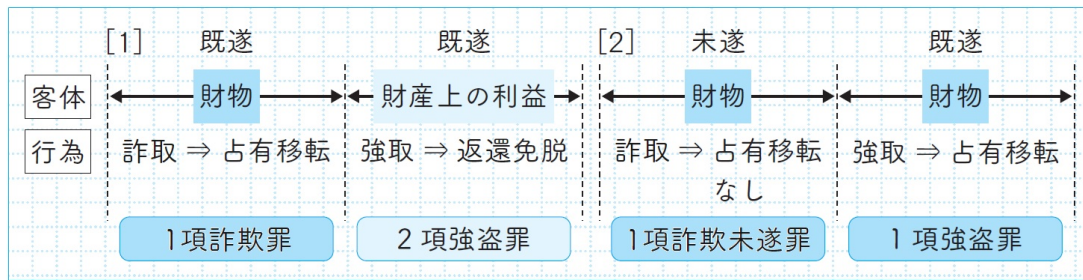 [1] 既遂 既遂 [2] 未遂 既遂
客体 財物 財産上の利益 財物 財物
行為 詐取 ⇒ 占有移転 強取 ⇒ 返還免脱 詐取 ⇒ 占有移転 強取 ⇒ 占有移転
なし
1項詐欺罪 2項強盗罪 1項詐欺未遂罪 1項強盗罪